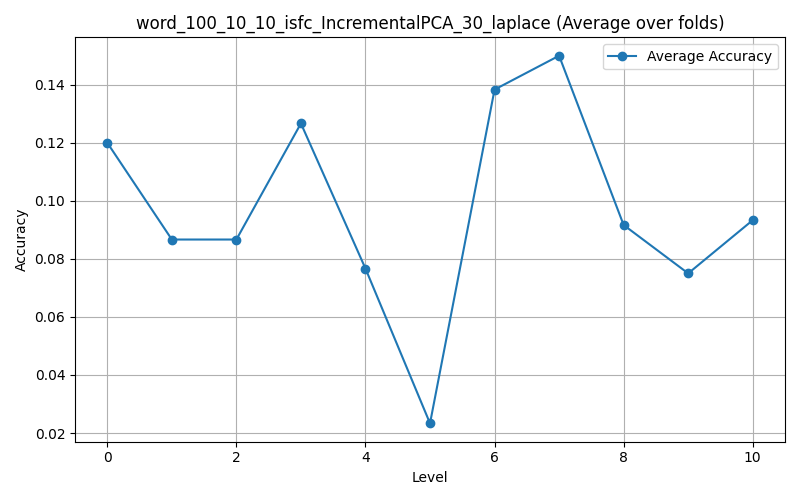 word_100_10_10_isfc_IncrementalPCA_30_laplace (Average over folds)
Average Accuracy
Accuracy
0.14
0.12
0.10
0.08
0.06
0.04
0.02
0 2 4 6 8 10
Level